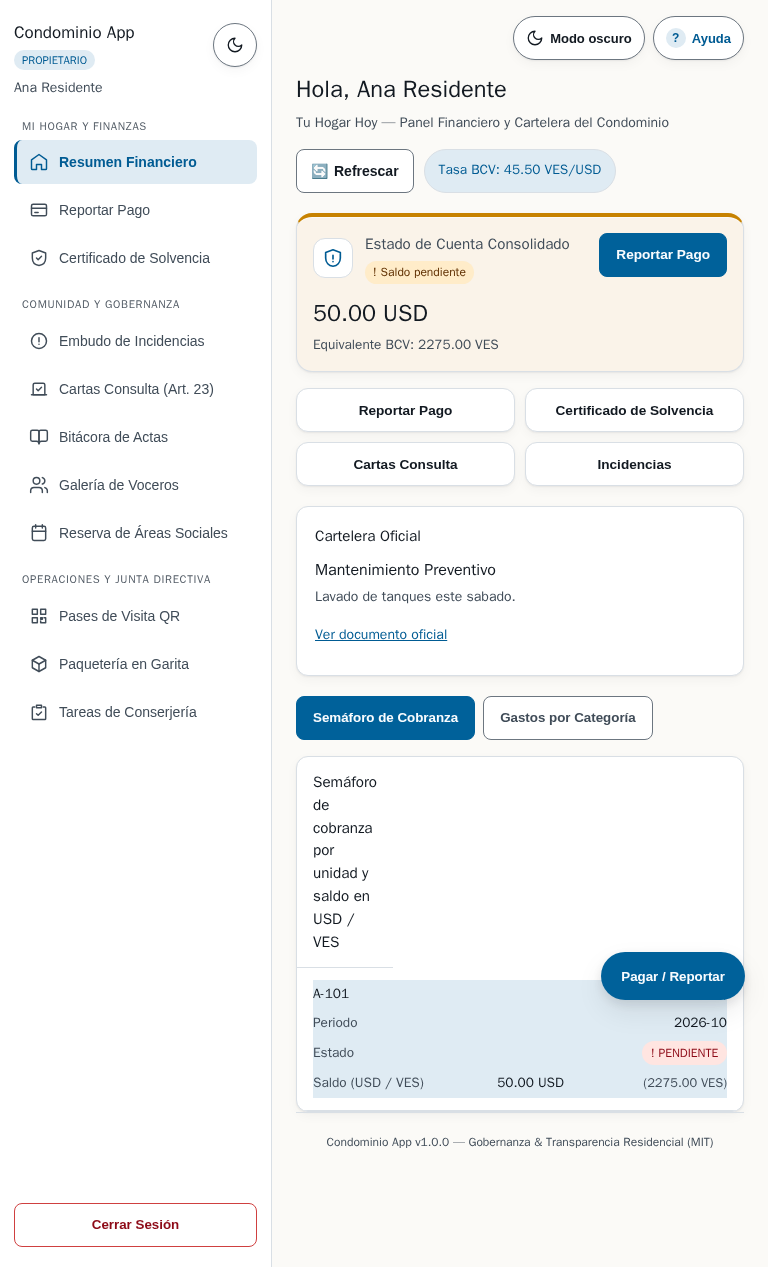 Condominio App
PROPIETARIO
Ana Residente
MI HOGAR Y FINANZAS
Resumen Financiero
Reportar Pago
Certificado de Solvencia
COMUNIDAD Y GOBERNANZA
Embudo de Incidencias
Cartas Consulta (Art. 23)
Bitácora de Actas
Galería de Voceros
Reserva de Áreas Sociales
OPERACIONES Y JUNTA DIRECTIVA
Pases de Visita QR
Paquetería en Garita
Tareas de Conserjería
Cerrar Sesión
Modo oscuro
? Ayuda
Hola, Ana Residente
Tu Hogar Hoy — Panel Financiero y Cartelera del Condominio
Refrescar
Tasa BCV: 45.50 VES/USD
Estado de Cuenta Consolidado
! Saldo pendiente
Reportar Pago
50.00 USD
Equivalente BCV: 2275.00 VES
Reportar Pago
Certificado de Solvencia
Cartas Consulta
Incidencias
Cartelera Oficial
Mantenimiento Preventivo
Lavado de tanques este sabado.
Ver documento oficial
Semáforo de Cobranza
Gastos por Categoría
Semáforo
de
cobranza
por
unidad y
saldo en
USD /
VES
Pagar / Reportar
A-101
Periodo 2026-10
Estado ! PENDIENTE
Saldo (USD / VES) 50.00 USD (2275.00 VES)
Condominio App v1.0.0 — Gobernanza & Transparencia Residencial (MIT)